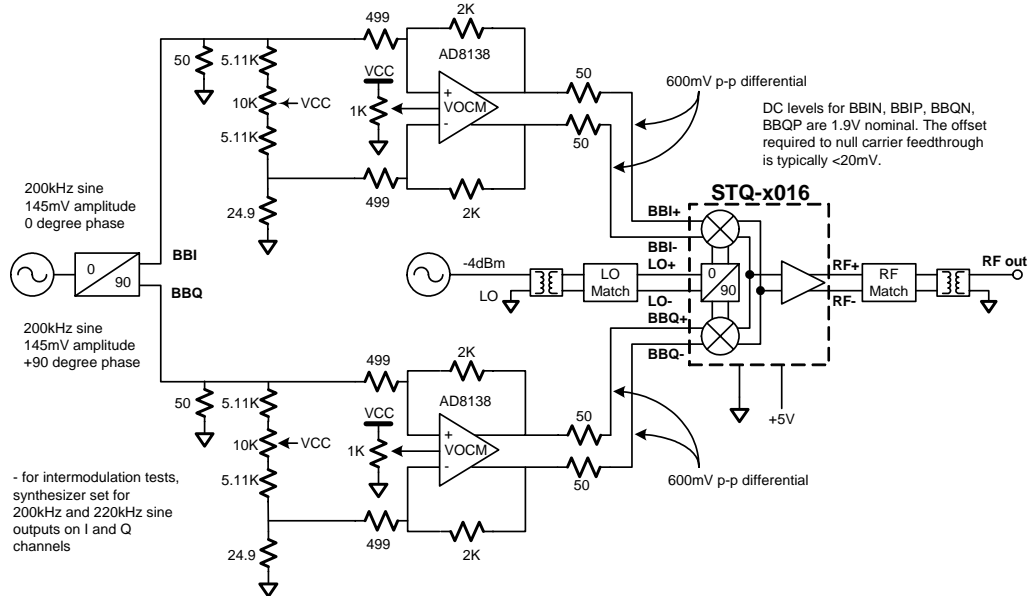 499
2K
AD8138
50
5.11K
10K
VCC
5.11K
24.9
VCC
1K
+
VOCM
-
499
2K
50
50
600mV p-p differential
DC levels for BBIN, BBIP, BBQN,
BBQP are 1.9V nominal. The offset
required to null carrier feedthrough
is typically <20mV.
200kHz sine
145mV amplitude
0 degree phase
0
90
BBI
BBQ
200kHz sine
145mV amplitude
+90 degree phase
STQ-x016
BBI+
BBI-
-4dBm
LO
LO
Match
LO+
LO-
0
90
BBQ+
BBQ-
RF+
RF-
RF
Match
RF out
+5V
499
2K
AD8138
50
5.11K
10K
VCC
5.11K
24.9
VCC
1K
+
VOCM
-
499
2K
50
50
600mV p-p differential
- for intermodulation tests,
synthesizer set for
200kHz and 220kHz sine
outputs on I and Q
channels